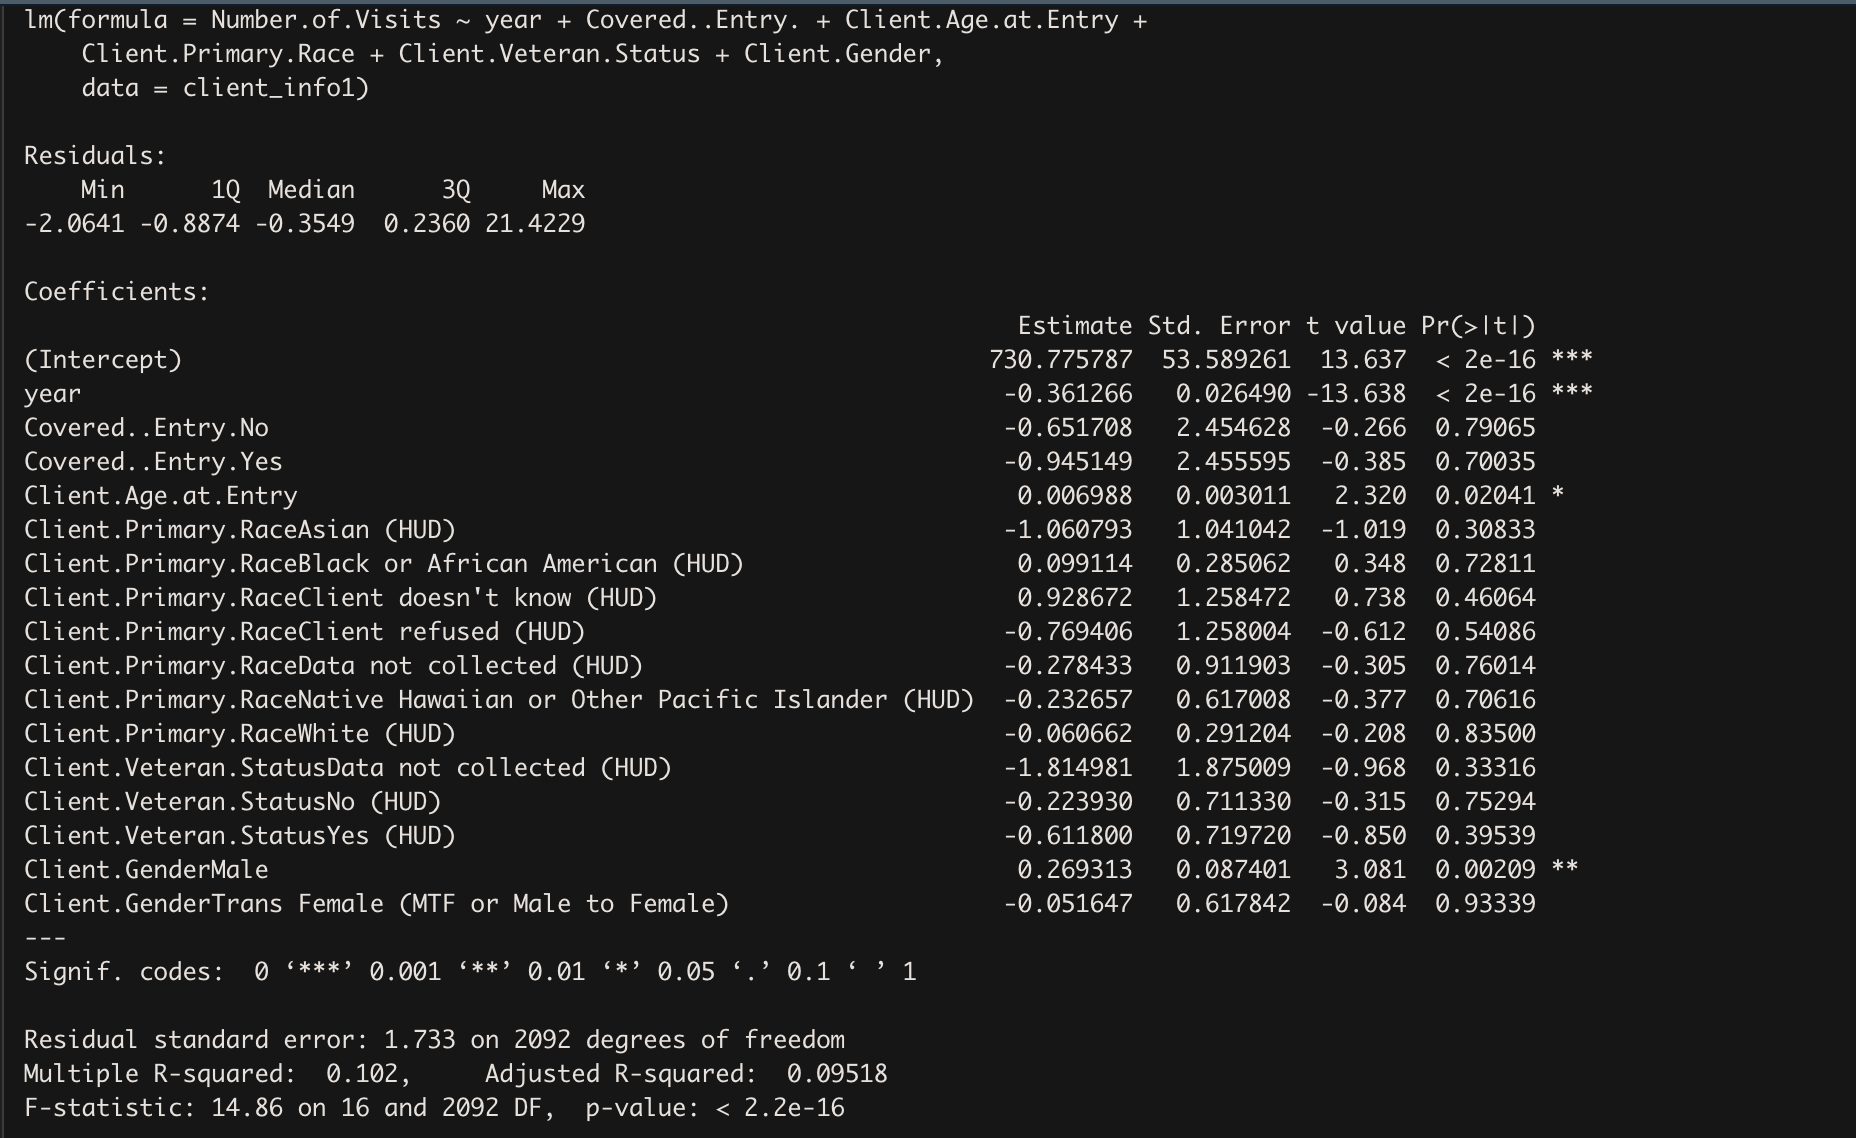 lm(formula = Number.of.Visits ~ year + Covered..Entry. + Client.Age.at.Entry +
    Client.Primary.Race + Client.Veteran.Status + Client.Gender,
    data = client_info1)
Residuals:
    Min      1Q  Median      3Q     Max
-2.0641 -0.8874 -0.3549  0.2360 21.4229
Coefficients:
                                                                     Estimate Std. Error t value Pr(>|t|)
(Intercept)                                                        730.775787  53.589261  13.637  < 2e-16 ***
year                                                                -0.361266   0.026490 -13.638  < 2e-16 ***
Covered..Entry.No                                                   -0.651708   2.454628  -0.266  0.79065
Covered..Entry.Yes                                                  -0.945149   2.455595  -0.385  0.70035
Client.Age.at.Entry                                                  0.006988   0.003011   2.320  0.02041 *
Client.Primary.RaceAsian (HUD)                                      -1.060793   1.041042  -1.019  0.30833
Client.Primary.RaceBlack or African American (HUD)                   0.099114   0.285062   0.348  0.72811
Client.Primary.RaceClient doesn't know (HUD)                         0.928672   1.258472   0.738  0.46064
Client.Primary.RaceClient refused (HUD)                             -0.769406   1.258004  -0.612  0.54086
Client.Primary.RaceData not collected (HUD)                         -0.278433   0.911903  -0.305  0.76014
Client.Primary.RaceNative Hawaiian or Other Pacific Islander (HUD)  -0.232657   0.617008  -0.377  0.70616
Client.Primary.RaceWhite (HUD)                                      -0.060662   0.291204  -0.208  0.83500
Client.Veteran.StatusData not collected (HUD)                       -1.814981   1.875009  -0.968  0.33316
Client.Veteran.StatusNo (HUD)                                       -0.223930   0.711330  -0.315  0.75294
Client.Veteran.StatusYes (HUD)                                      -0.611800   0.719720  -0.850  0.39539
Client.GenderMale                                                    0.269313   0.087401   3.081  0.00209 **
Client.GenderTrans Female (MTF or Male to Female)                   -0.051647   0.617842  -0.084  0.93339
---
Signif. codes:  0 ‘***’ 0.001 ‘**’ 0.01 ‘*’ 0.05 ‘.’ 0.1 ‘ ’ 1
Residual standard error: 1.733 on 2092 degrees of freedom
Multiple R-squared:  0.102,     Adjusted R-squared:  0.09518
F-statistic: 14.86 on 16 and 2092 DF,  p-value: < 2.2e-16